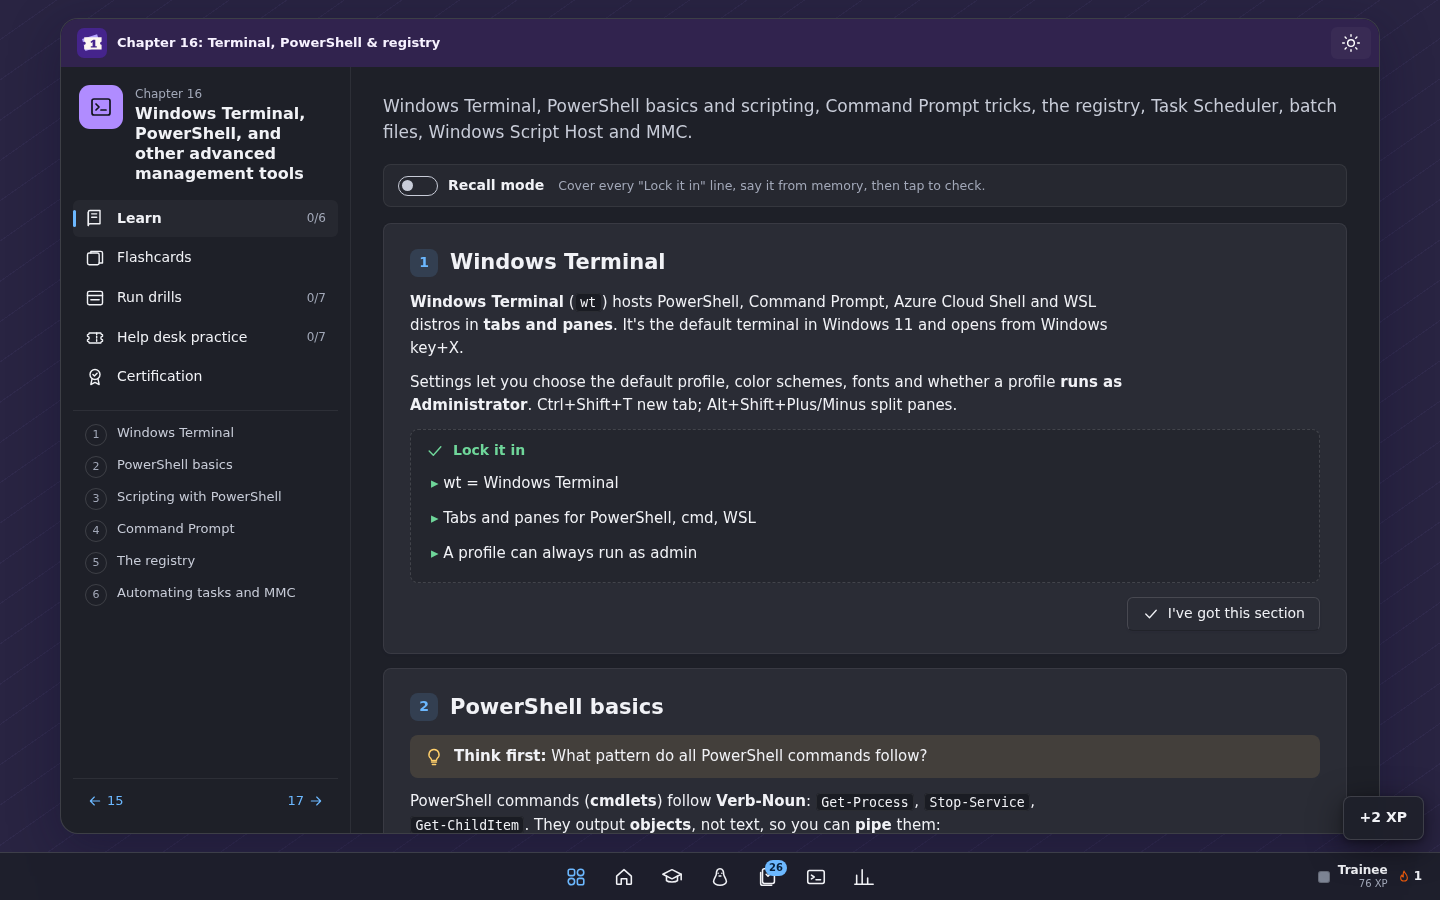 1 Chapter 16: Terminal, PowerShell & registry
Chapter 16
Windows Terminal,
PowerShell, and
other advanced
management tools
Learn 0/6
Flashcards
Run drills 0/7
Help desk practice 0/7
Certification
1 Windows Terminal
2 PowerShell basics
3 Scripting with PowerShell
4 Command Prompt
5 The registry
6 Automating tasks and MMC
← 15
17 →
Windows Terminal, PowerShell basics and scripting, Command Prompt tricks, the registry, Task Scheduler, batch
files, Windows Script Host and MMC.
Recall mode Cover every "Lock it in" line, say it from memory, then tap to check.
1 Windows Terminal
Windows Terminal ( wt ) hosts PowerShell, Command Prompt, Azure Cloud Shell and WSL
distros in tabs and panes. It's the default terminal in Windows 11 and opens from Windows
key+X.
Settings let you choose the default profile, color schemes, fonts and whether a profile runs as
Administrator. Ctrl+Shift+T new tab; Alt+Shift+Plus/Minus split panes.
Lock it in
▸ wt = Windows Terminal
▸ Tabs and panes for PowerShell, cmd, WSL
▸ A profile can always run as admin
I've got this section
2 PowerShell basics
Think first: What pattern do all PowerShell commands follow?
PowerShell commands (cmdlets) follow Verb-Noun: Get-Process , Stop-Service ,
Get-ChildItem . They output objects, not text, so you can pipe them:
+2 XP
26
Trainee
76 XP
1